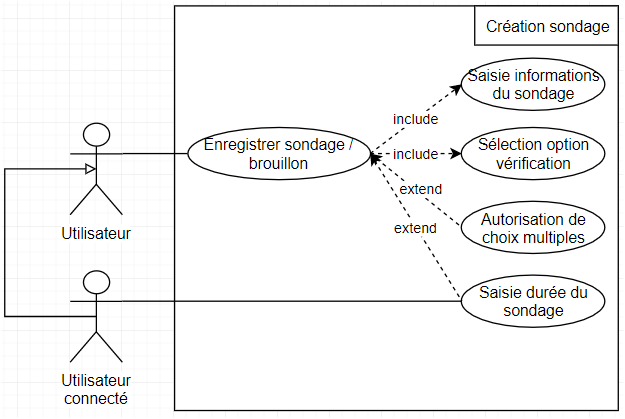 Création sondage
Saisie informations
du sondage
include
Enregistrer sondage /
brouillon
include
Sélection option
vérification
extend
Autorisation de
choix multiples
extend
Utilisateur
Saisie durée du
sondage
Utilisateur
connecté